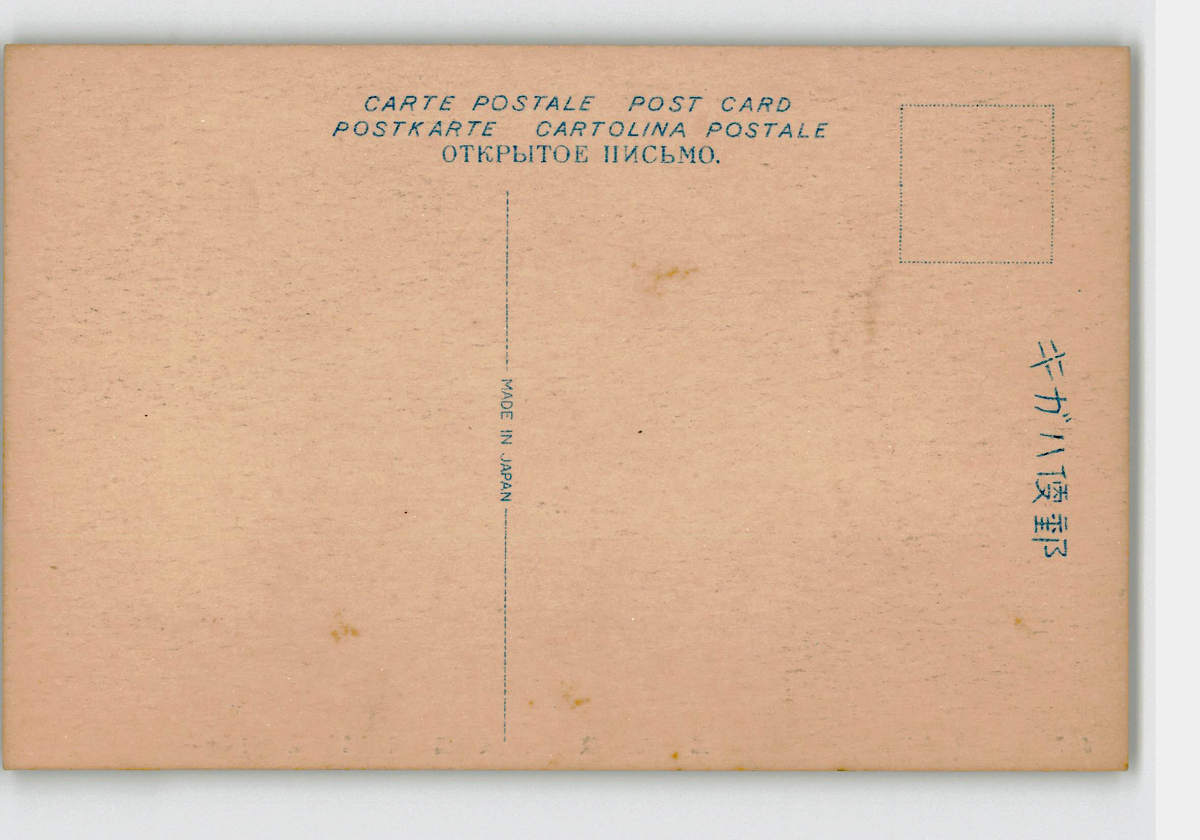 CARTE POSTALE POST CARD
POSTKARTE CARTOLINA POSTALE
ОТКРЫТОЕ ПИСЬМО.
MADE IN JAPAN
郵便ハガキ